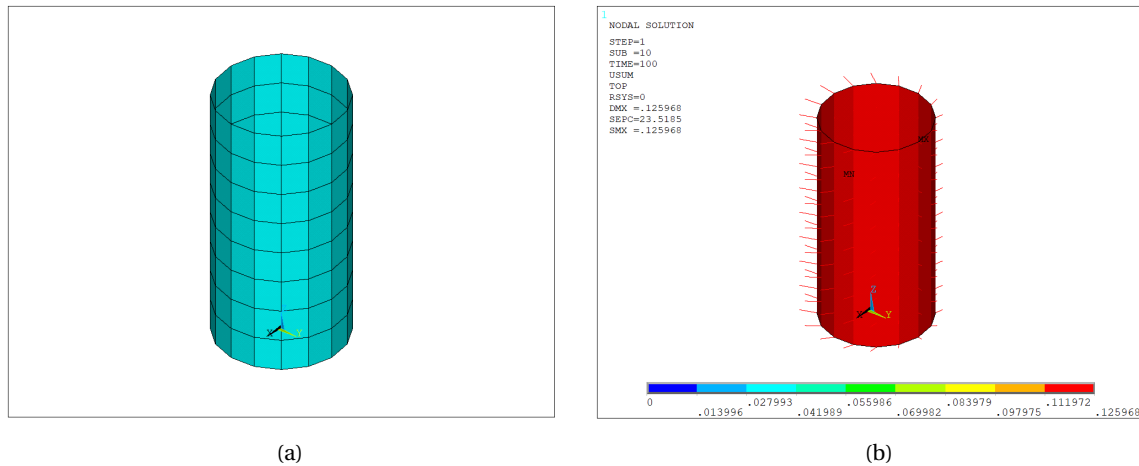 X Y
1
NODAL SOLUTION
STEP=1
SUB =10
TIME=100
USUM
TOP
RSYS=0
DMX =.125968
SEPC=23.5185
SMX =.125968
MX
MN
Z
X Y
0 .027993 .055986 .083979 .111972
.013996 .041989 .069982 .097975 .125968
(a) (b)